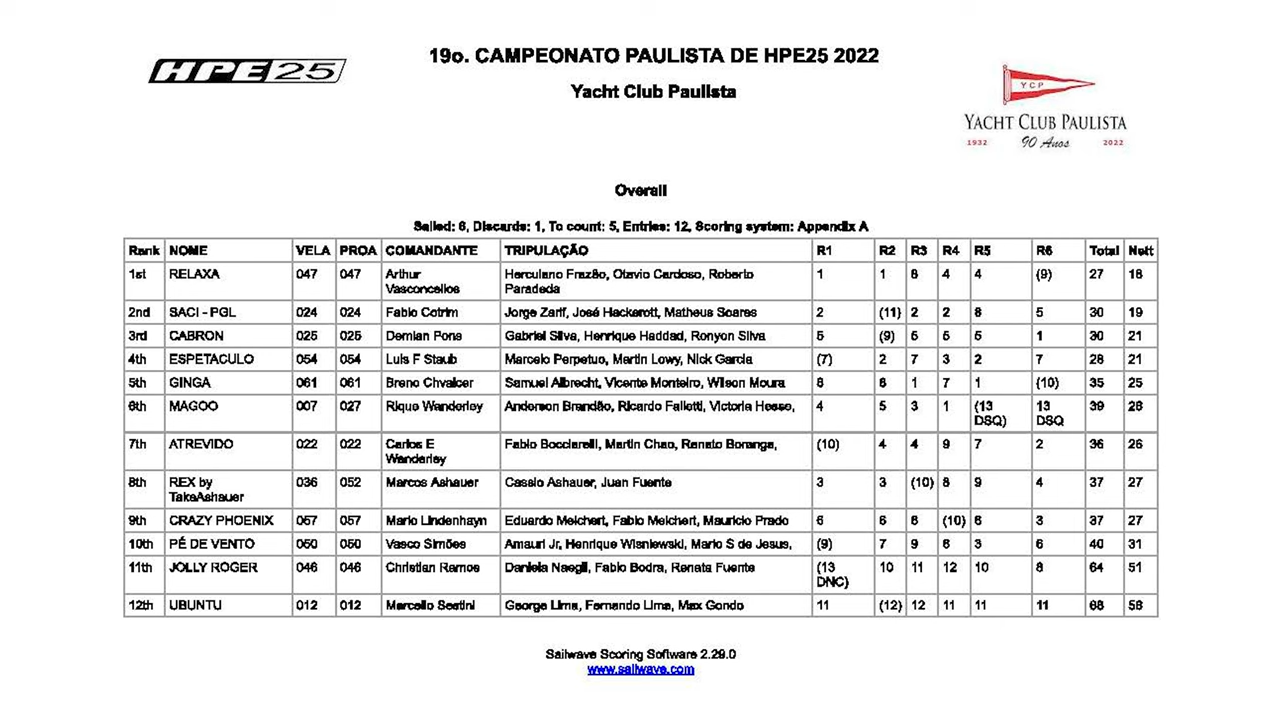 HPE25
19o. CAMPEONATO PAULISTA DE HPE25 2022
Yacht Club Paulista
YCP
YACHT CLUB PAULISTA
1932 90 Anos 2022
Overall
Sailed: 6, Discards: 1, To count: 5, Entries: 12, Scoring system: Appendix A
Rank NOME VELA PROA COMANDANTE TRIPULAÇÃO R1 R2 R3 R4 R5 R6 Total Nett
1st RELAXA 047 047 Arthur Vasconcellos Herculano Frazão, Otavio Cardoso, Roberto Paradeda 1 1 8 4 4 (9) 27 18
2nd SACI - PGL 024 024 Fabio Cotrim Jorge Zarif, José Hackerott, Matheus Soares 2 (11) 2 2 8 5 30 19
3rd CABRON 025 025 Demian Pons Gabriel Silva, Henrique Haddad, Ronyon Silva 5 (9) 5 5 5 1 30 21
4th ESPETACULO 054 054 Luis F Staub Marcelo Perpetuo, Martin Lowy, Nick Garcia (7) 2 7 3 2 7 28 21
5th GINGA 061 061 Breno Chvaicer Samuel Albrecht, Vicente Monteiro, Wilson Moura 8 8 1 7 1 (10) 35 25
6th MAGOO 007 027 Rique Wanderley Anderson Brandão, Ricardo Falletti, Victoria Hesse, 4 5 3 1 (13 DSQ) 13 DSQ 39 26
7th ATREVIDO 022 022 Carlos E Wanderley Fabio Bocciarelli, Martin Chao, Renato Boranga, (10) 4 4 9 7 2 36 26
8th REX by TakeAshauer 036 052 Marcos Ashauer Cassio Ashauer, Juan Fuente 3 3 (10) 8 9 4 37 27
9th CRAZY PHOENIX 057 057 Mario Lindenhayn Eduardo Melchert, Fabio Melchert, Mauricio Prado 6 6 6 (10) 6 3 37 27
10th PÉ DE VENTO 050 050 Vasco Simões Amauri Jr, Henrique Wisniewski, Mario S de Jesus, (9) 7 9 6 3 6 40 31
11th JOLLY ROGER 046 046 Christian Ramos Daniela Naegli, Fabio Bodra, Renata Fuente (13 DNC) 10 11 12 10 8 64 51
12th UBUNTU 012 012 Marcello Sestini George Lima, Fernando Lima, Max Gondo 11 (12) 12 11 11 11 68 56
Sailwave Scoring Software 2.29.0
www.sailwave.com